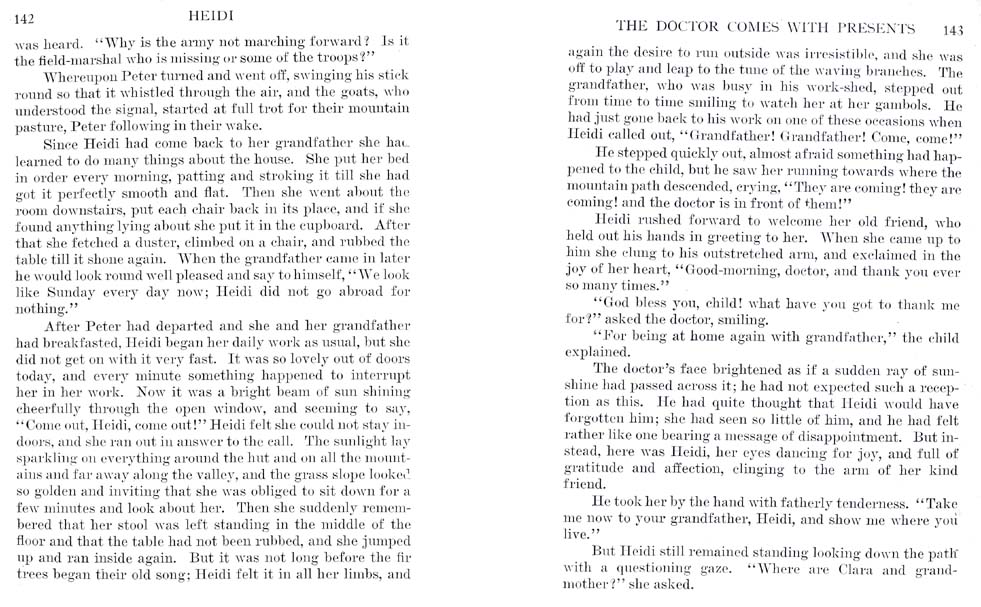 142
HEIDI
was heard. “Why is the army not marching forward? Is it
the field-marshal who is missing or some of the troops?”
Whereupon Peter turned and went off, swinging his stick
round so that it whistled through the air, and the goats, who
understood the signal, started at full trot for their mountain
pasture, Peter following in their wake.
Since Heidi had come back to her grandfather she had
learned to do many things about the house. She put her bed
in order every morning, patting and stroking it till she had
got it perfectly smooth and flat. Then she went about the
room downstairs, put each chair back in its place, and if she
found anything lying about she put it in the cupboard. After
that she fetched a duster, climbed on a chair, and rubbed the
table till it shone again. When the grandfather came in later
he would look round well pleased and say to himself, “We look
like Sunday every day now; Heidi did not go abroad for
nothing.”
After Peter had departed and she and her grandfather
had breakfasted, Heidi began her daily work as usual, but she
did not get on with it very fast. It was so lovely out of doors
today, and every minute something happened to interrupt
her in her work. Now it was a bright beam of sun shining
cheerfully through the open window, and seeming to say,
“Come out, Heidi, come out!” Heidi felt she could not stay in-
doors, and she ran out in answer to the call. The sunlight lay
sparkling on everything around the hut and on all the mount-
ains and far away along the valley, and the grass slope looked
so golden and inviting that she was obliged to sit down for a
few minutes and look about her. Then she suddenly remem-
bered that her stool was left standing in the middle of the
floor and that the table had not been rubbed, and she jumped
up and ran inside again. But it was not long before the fir
trees began their old song; Heidi felt it in all her limbs, and
THE DOCTOR COMES WITH PRESENTS
143
again the desire to run outside was irresistible, and she was
off to play and leap to the tune of the waving branches. The
grandfather, who was busy in his work-shed, stepped out
from time to time smiling to watch her at her gambols. He
had just gone back to his work on one of these occasions when
Heidi called out, “Grandfather! Grandfather! Come, come!”
He stepped quickly out, almost afraid something had hap-
pened to the child, but he saw her running towards where the
mountain path descended, crying, “They are coming! they are
coming! and the doctor is in front of them!”
Heidi rushed forward to welcome her old friend, who
held out his hands in greeting to her. When she came up to
him she clung to his outstretched arm, and exclaimed in the
joy of her heart, “Good-morning, doctor, and thank you ever
so many times.”
“God bless you, child! what have you got to thank me
for?” asked the doctor, smiling.
“For being at home again with grandfather,” the child
explained.
The doctor’s face brightened as if a sudden ray of sun-
shine had passed across it; he had not expected such a recep-
tion as this. He had quite thought that Heidi would have
forgotten him; she had seen so little of him, and he had felt
rather like one bearing a message of disappointment. But in-
stead, here was Heidi, her eyes dancing for joy, and full of
gratitude and affection, clinging to the arm of her kind
friend.
He took her by the hand with fatherly tenderness. “Take
me now to your grandfather, Heidi, and show me where you
live.”
But Heidi still remained standing looking down the path
with a questioning gaze. “Where are Clara and grand-
mother?” she asked.